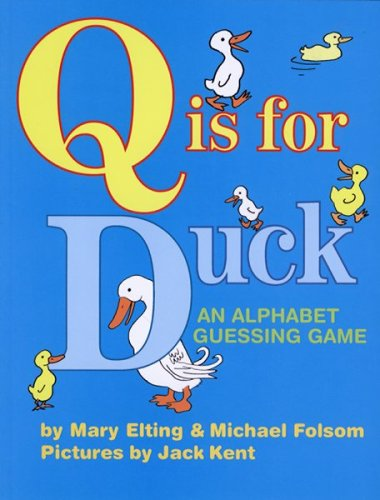 Q is for
Duck
AN ALPHABET
GUESSING GAME
by Mary Elting & Michael Folsom
Pictures by Jack Kent